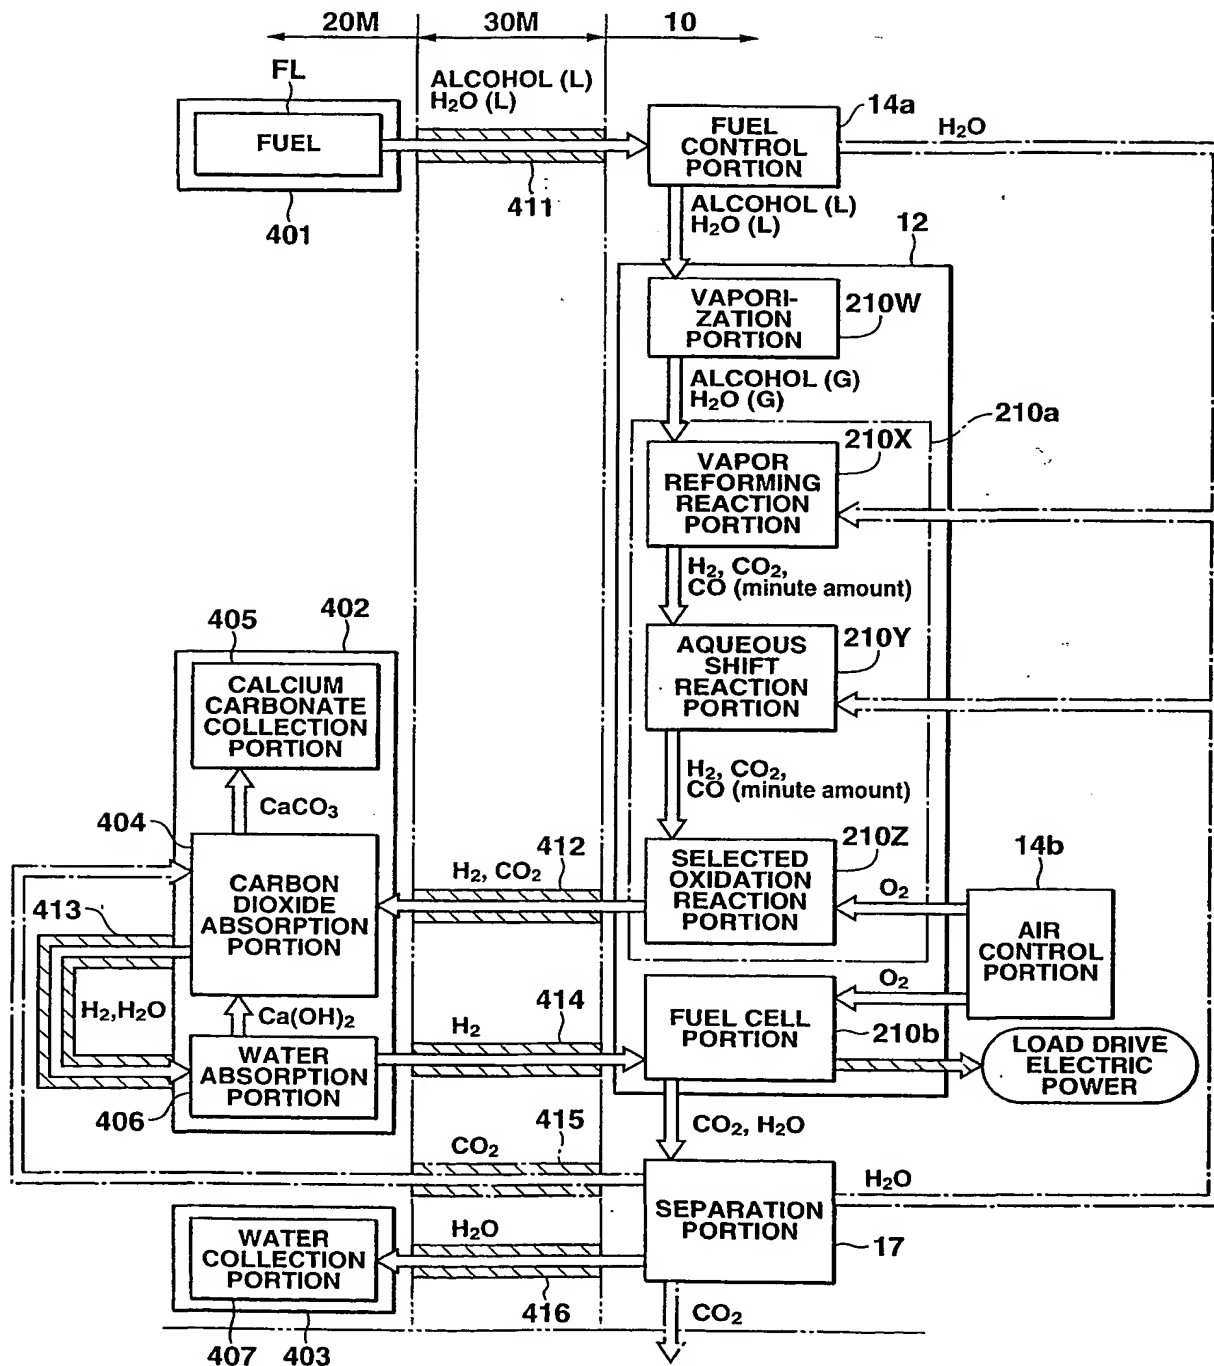 20M
30M
10
FL
ALCOHOL (L)
H₂O (L)
14a
FUEL
FUEL
CONTROL
PORTION
H₂O
401
411
ALCOHOL (L)
H₂O (L)
12
VAPORI-
ZATION
PORTION
210W
ALCOHOL (G)
H₂O (G)
210a
210X
VAPOR
REFORMING
REACTION
PORTION
H₂, CO₂,
CO (minute amount)
405
402
210Y
AQUEOUS
SHIFT
REACTION
PORTION
CALCIUM
CARBONATE
COLLECTION
PORTION
H₂, CO₂,
CO (minute amount)
CaCO₃
404
412
210Z
14b
H₂, CO₂
SELECTED
OXIDATION
REACTION
PORTION
O₂
CARBON
DIOXIDE
ABSORPTION
PORTION
413
AIR
CONTROL
PORTION
O₂
H₂,H₂O
Ca(OH)₂
414
H₂
FUEL CELL
PORTION
210b
WATER
ABSORPTION
PORTION
LOAD DRIVE
ELECTRIC
POWER
406
415
CO₂
CO₂, H₂O
H₂O
SEPARATION
PORTION
H₂O
WATER
COLLECTION
PORTION
17
416
CO₂
407
403